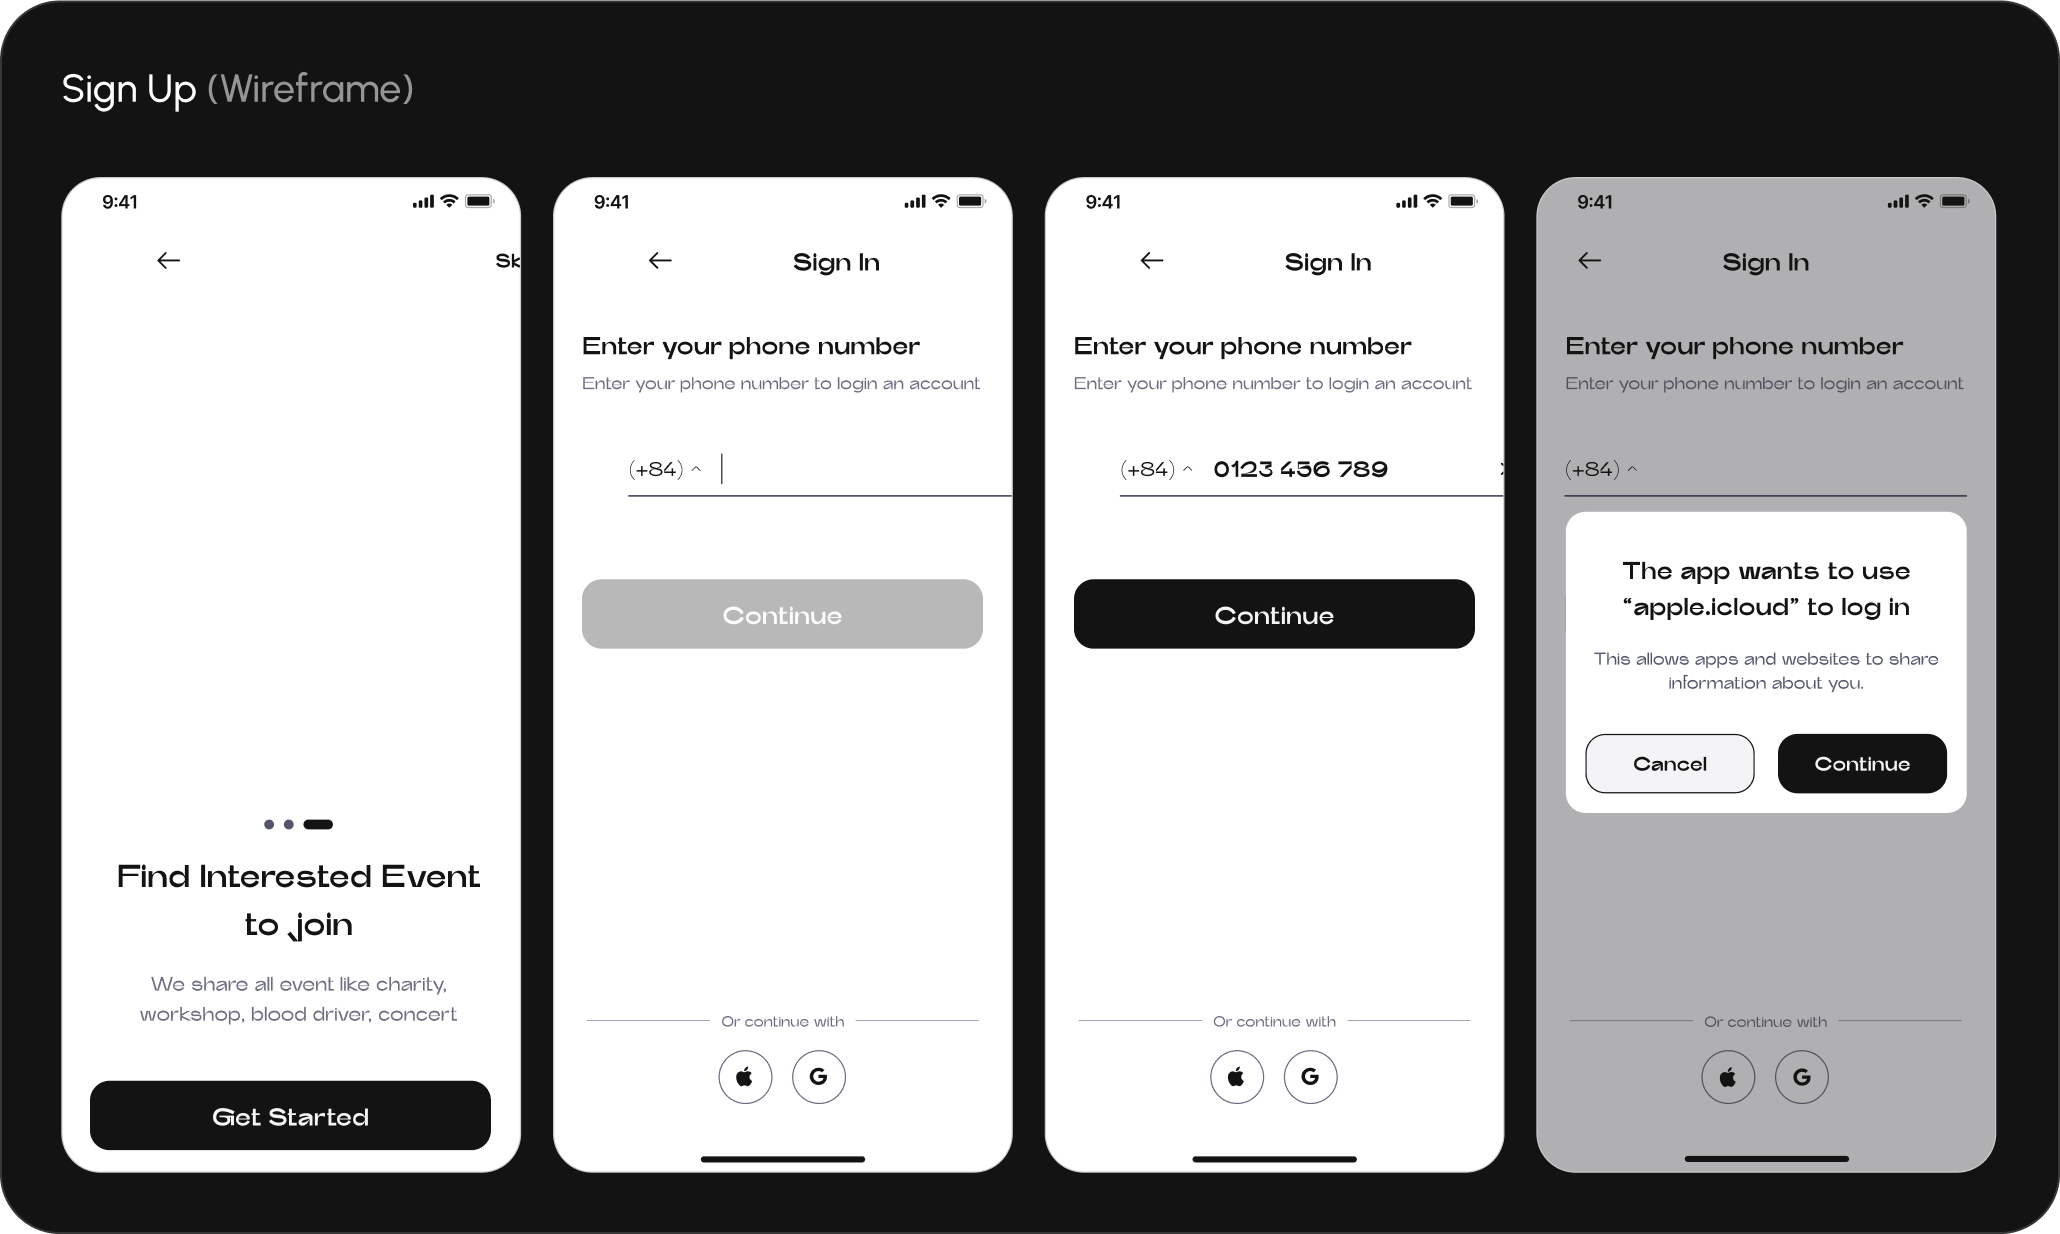 Sign Up (Wireframe)
9:41
Sk
Find Interested Event
to join
We share all event like charity,
workshop, blood driver, concert
Get Started
9:41
Sign In
Enter your phone number
Enter your phone number to login an account
(+84)
Continue
Or continue with
G
9:41
Sign In
Enter your phone number
Enter your phone number to login an account
(+84) 0123 456 789
Continue
Or continue with
G
9:41
Sign In
Enter your phone number
Enter your phone number to login an account
(+84)
The app wants to use
“apple.icloud” to log in
This allows apps and websites to share
information about you.
Cancel Continue
Or continue with
G